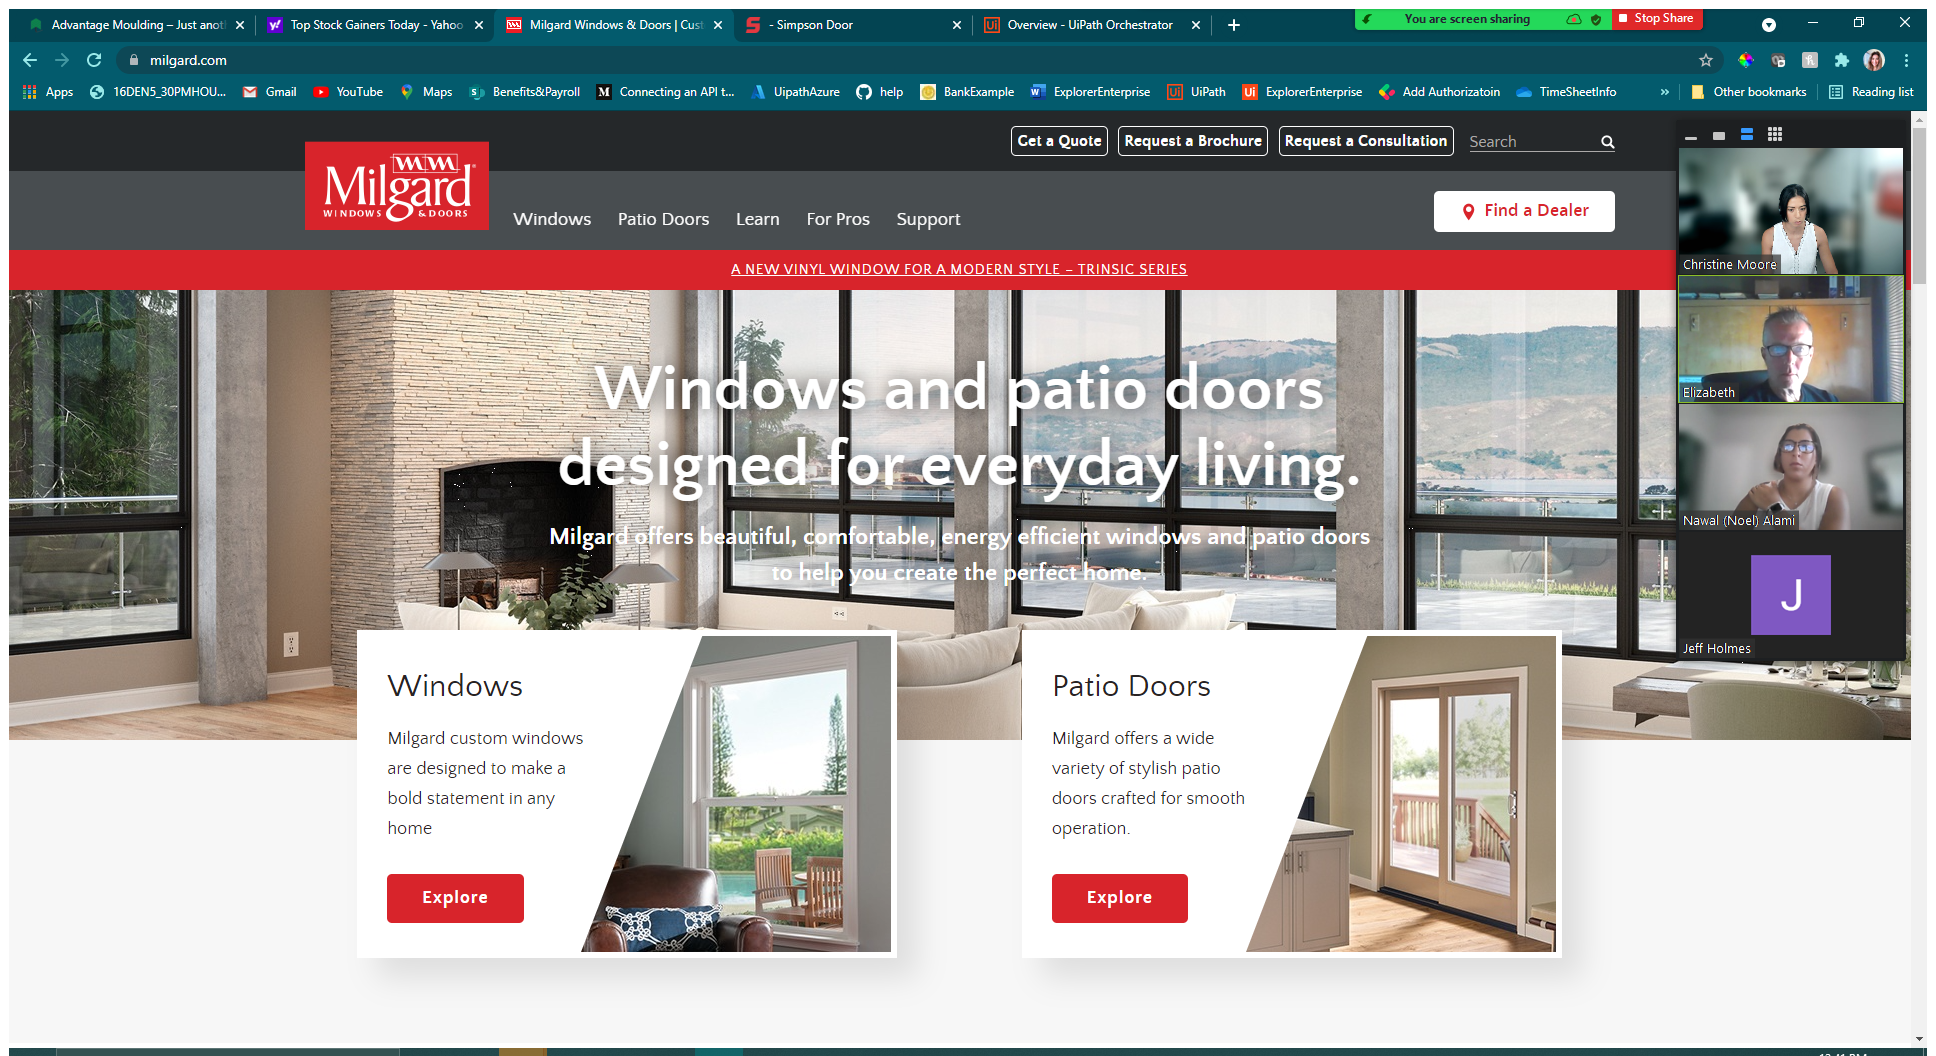 Advantage Moulding – Just anot
Top Stock Gainers Today - Yahoo
Milgard Windows & Doors | Cust
- Simpson Door
Overview - UiPath Orchestrator
You are screen sharing
Stop Share
milgard.com
Apps
16DEN5_30PMHOU...
Gmail
YouTube
Maps
Benefits&Payroll
Connecting an API t...
UipathAzure
help
BankExample
ExplorerEnterprise
UiPath
ExplorerEnterprise
Add Authorizatoin
TimeSheetInfo
»
Other bookmarks
Reading list
Get a Quote
Request a Brochure
Request a Consultation
Search
Milgard
WINDOWS & DOORS
Windows
Patio Doors
Learn
For Pros
Support
Find a Dealer
A NEW VINYL WINDOW FOR A MODERN STYLE – TRINSIC SERIES
Windows and patio doors
designed for everyday living.
Milgard offers beautiful, comfortable, energy efficient windows and patio doors
to help you create the perfect home.
Christine Moore
Elizabeth
Nawal (Noel) Alami
J
Jeff Holmes
Windows
Milgard custom windows
are designed to make a
bold statement in any
home
Explore
Patio Doors
Milgard offers a wide
variety of stylish patio
doors crafted for smooth
operation.
Explore